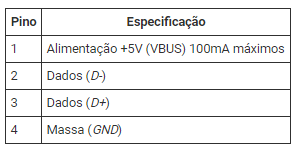 Pino Especificação
1 Alimentação +5V (VBUS) 100mA máximos
2 Dados (D-)
3 Dados (D+)
4 Massa (GND)